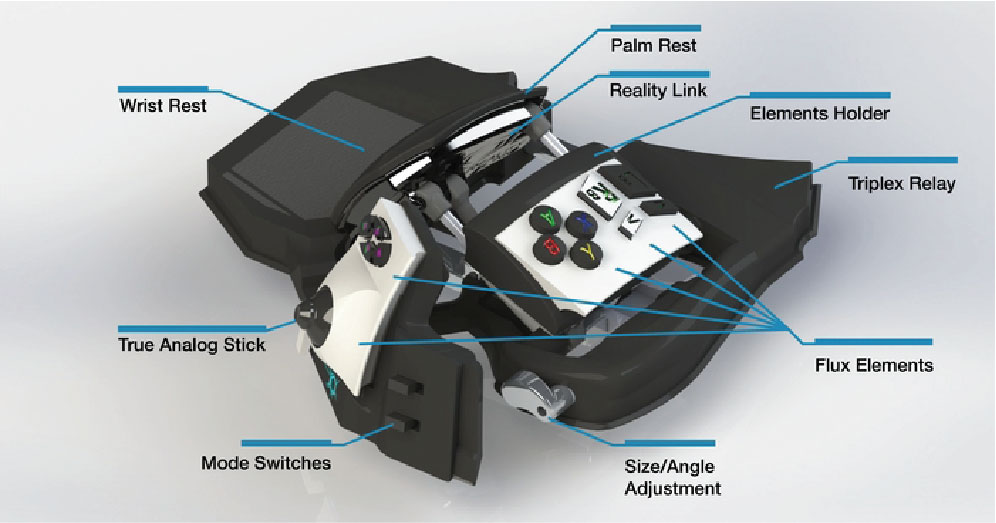 Palm Rest
Reality Link
Wrist Rest
Elements Holder
Triplex Relay
True Analog Stick
Flux Elements
Mode Switches
Size/Angle
Adjustment